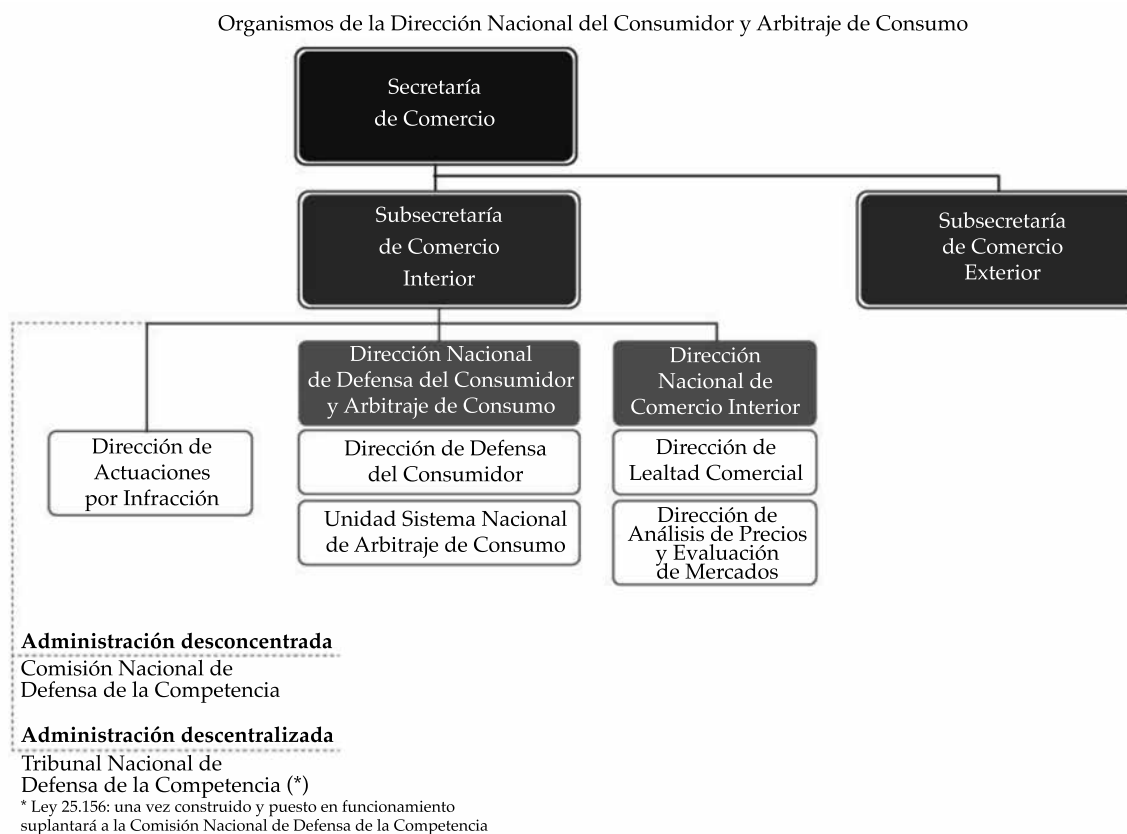 Organismos de la Dirección Nacional del Consumidor y Arbitraje de Consumo
Secretaría
de Comercio
Subsecretaría
de Comercio
Interior
Subsecretaría
de Comercio
Exterior
Dirección de
Actuaciones
por Infracción
Dirección Nacional
de Defensa del Consumidor
y Arbitraje de Consumo
Dirección de Defensa
del Consumidor
Unidad Sistema Nacional
de Arbitraje de Consumo
Dirección
Nacional de
Comercio Interior
Dirección de
Lealtad Comercial
Dirección de
Análisis de Precios
y Evaluación
de Mercados
Administración desconcentrada
Comisión Nacional de
Defensa de la Competencia
Administración descentralizada
Tribunal Nacional de
Defensa de la Competencia (*)
* Ley 25.156: una vez construido y puesto en funcionamiento
suplantará a la Comisión Nacional de Defensa de la Competencia